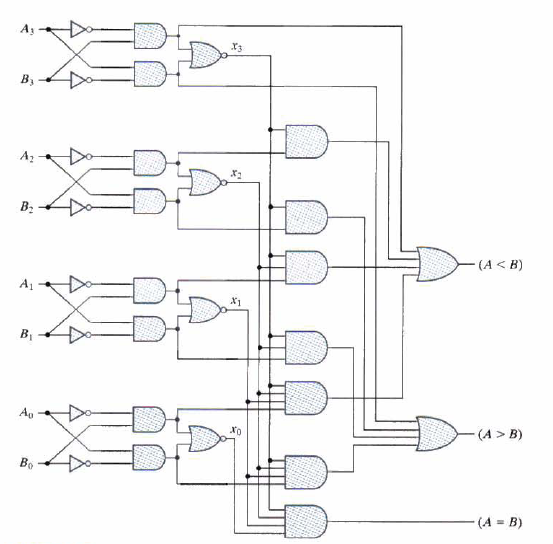 A3
x3
B3
A2
x2
B2
(A < B)
A1
x1
B1
A0
x0
(A > B)
B0
(A = B)